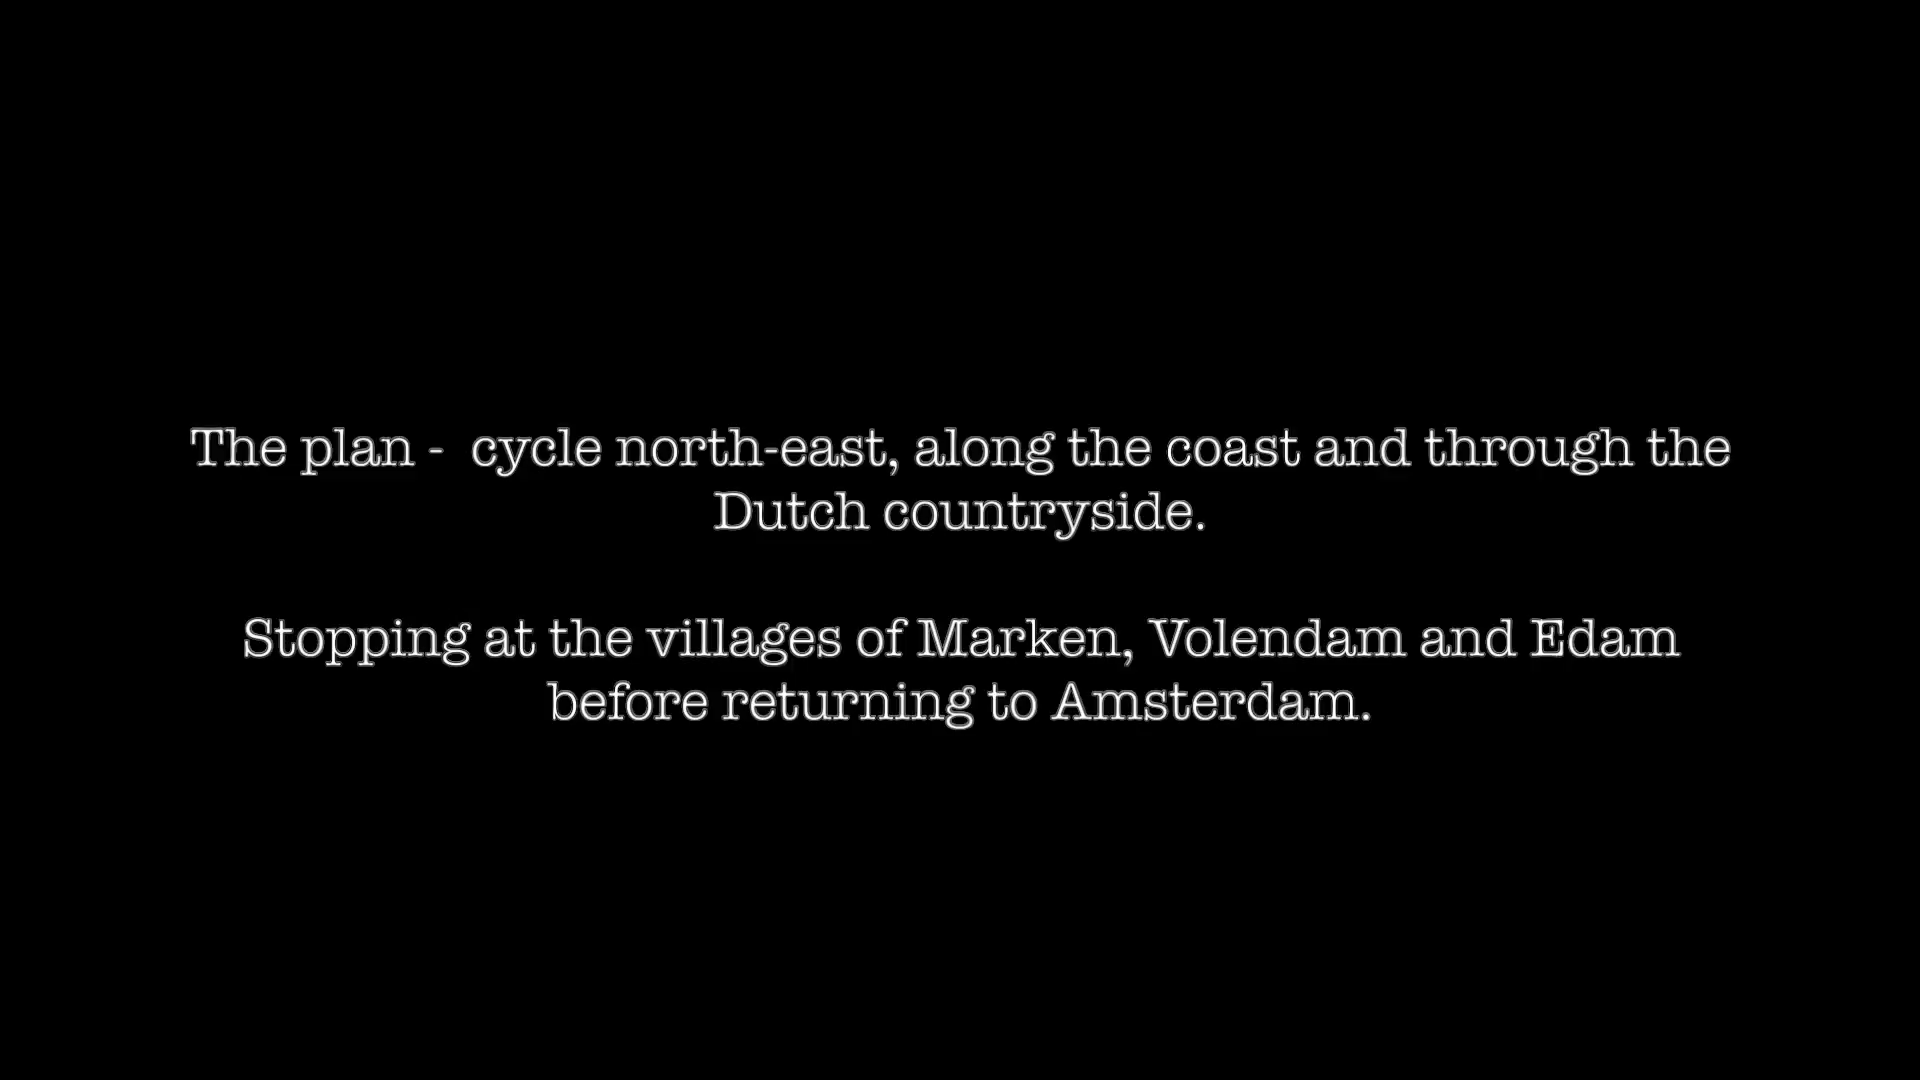 The plan -  cycle north-east, along the coast and through the
Dutch countryside.
Stopping at the villages of Marken, Volendam and Edam
before returning to Amsterdam.